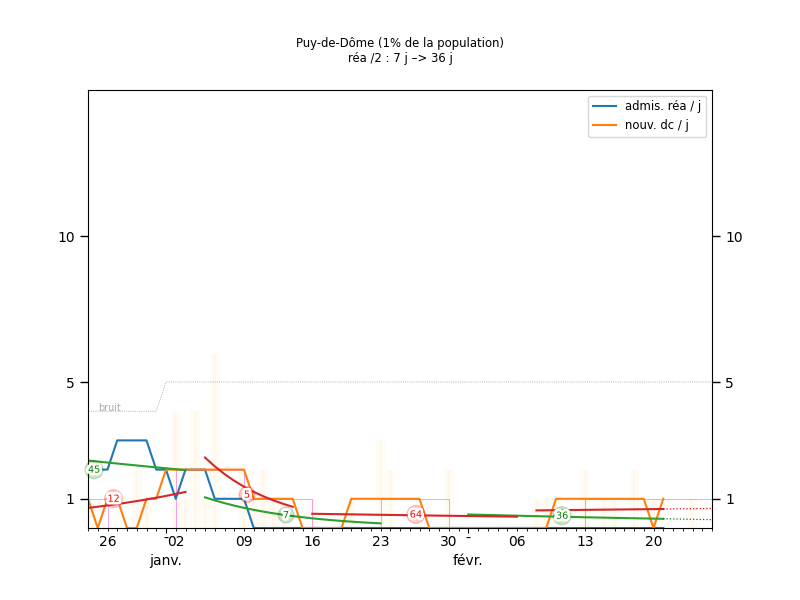 Puy-de-Dôme (1% de la population)
réa /2 : 7 j –> 36 j
admis. réa / j
nouv. dc / j
10 10
5 5
bruit
45
12
5
7
64
36
1 1
26 02 09 16 23 30 06 13 20
janv. févr.